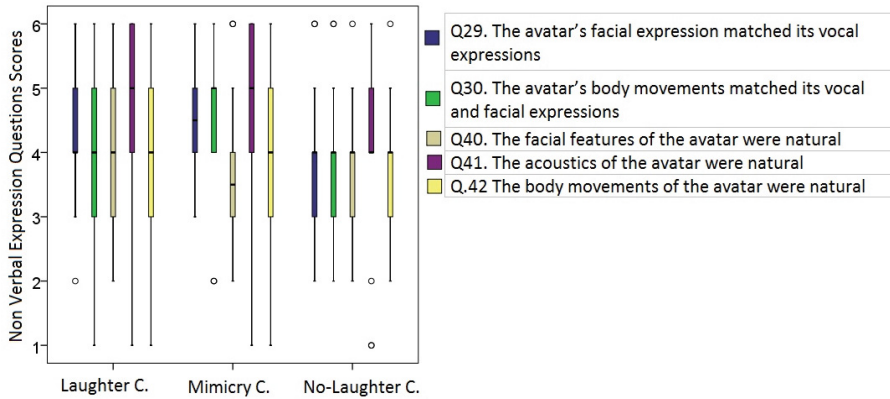 Non Verbal Expression Questions Scores
6
5
4
3
2
1
Laughter C.
Mimicry C.
No-Laughter C.
Q29. The avatar's facial expression matched its vocal
expressions
Q30. The avatar's body movements matched its vocal
and facial expressions
Q40. The facial features of the avatar were natural
Q41. The acoustics of the avatar were natural
Q.42 The body movements of the avatar were natural